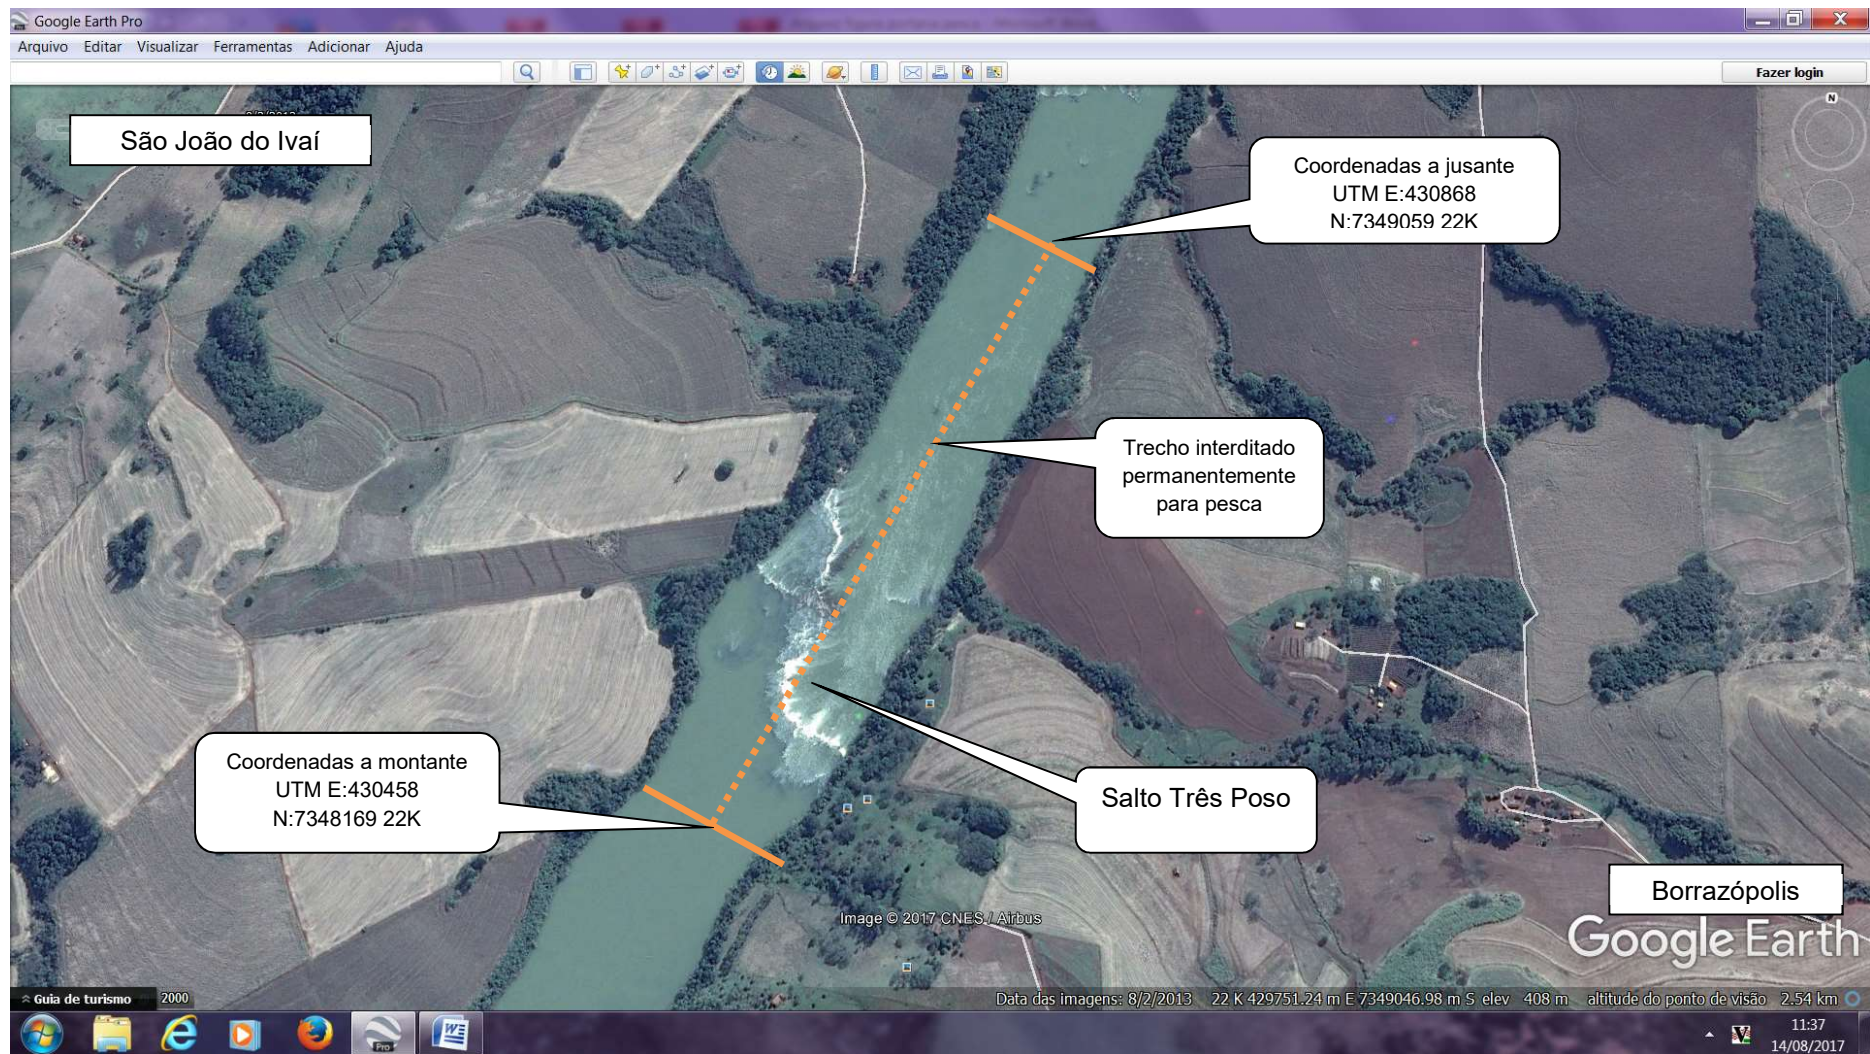 Google Earth Pro
Arquivo Editar Visualizar Ferramentas Adicionar Ajuda
Fazer login
São João do Ivaí
N
Coordenadas a jusante
UTM E:430868
N:7349059 22K
Trecho interditado
permanentemente
para pesca
Coordenadas a montante
UTM E:430458
N:7348169 22K
Salto Três Poso
Borrazópolis
Image © 2017 CNES / Airbus
Google Earth
Guia de turismo 2000
Data das imagens: 8/2/2013 22 K 429751.24 m E 7349046.98 m S elev 408 m altitude do ponto de visão 2.54 km
Pro
11:37
14/08/2017